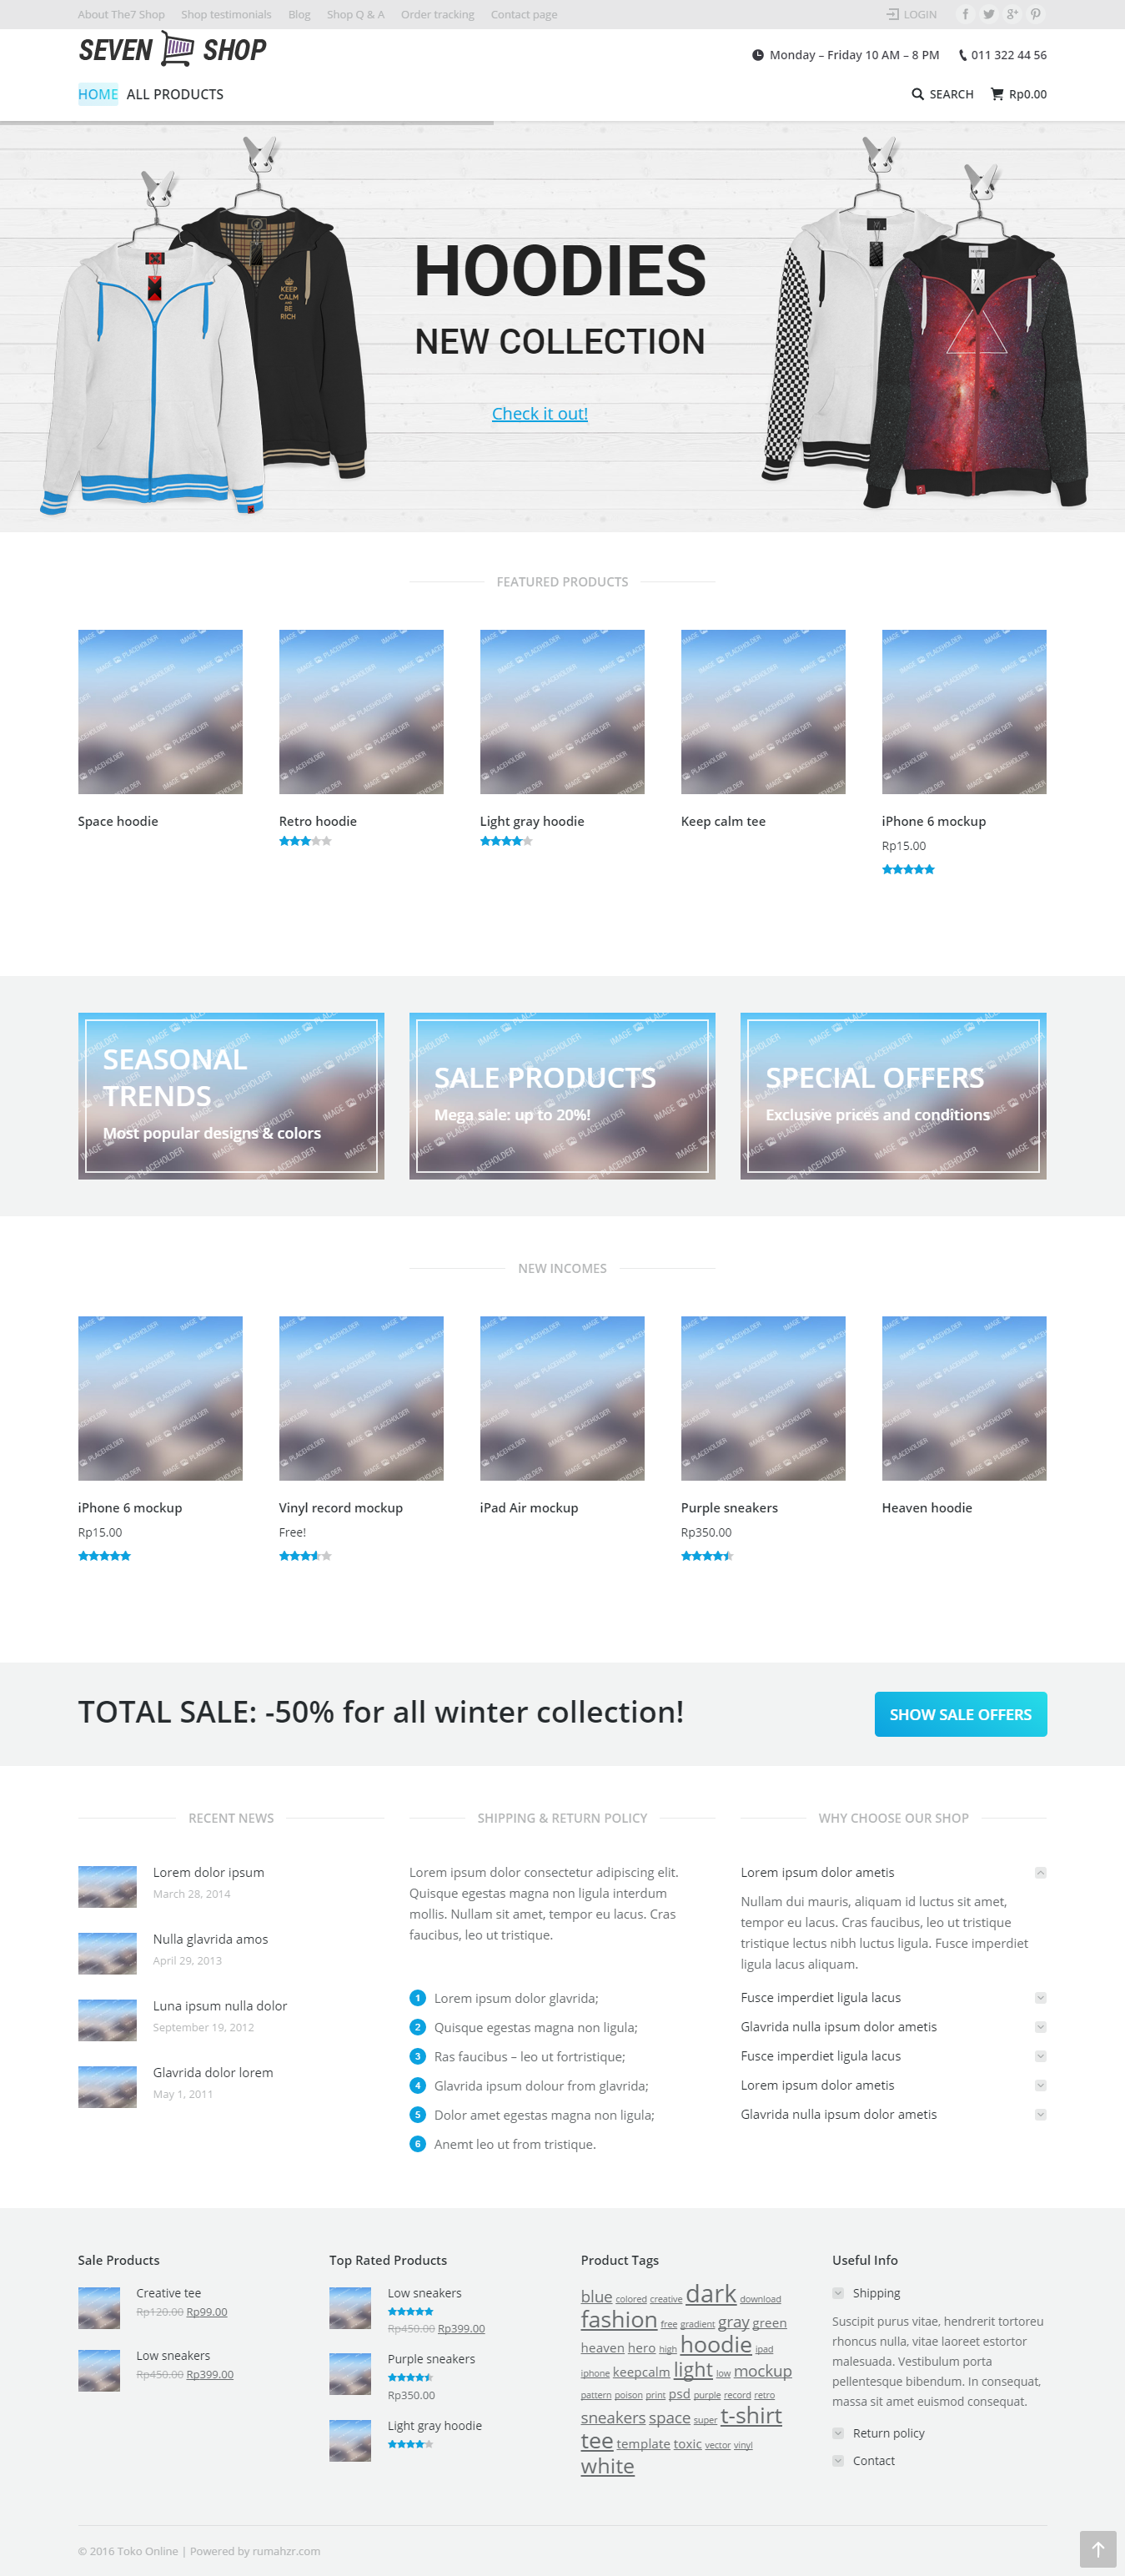 About The7 Shop Shop testimonials Blog Shop Q & A Order tracking Contact page LOGIN
SEVEN SHOP
Monday – Friday 10 AM – 8 PM 011 322 44 56
HOME ALL PRODUCTS SEARCH Rp0.00
KEEP
CALM
AND
BE
RICH
HOODIES
NEW COLLECTION
Check it out!
FEATURED PRODUCTS
IMAGE PLACEHOLDER
Space hoodie Retro hoodie Light gray hoodie Keep calm tee iPhone 6 mockup
Rp15.00
SEASONAL
TRENDS
Most popular designs & colors
SALE PRODUCTS
Mega sale: up to 20%!
SPECIAL OFFERS
Exclusive prices and conditions
NEW INCOMES
iPhone 6 mockup Vinyl record mockup iPad Air mockup Purple sneakers Heaven hoodie
Rp15.00 Free! Rp350.00
TOTAL SALE: -50% for all winter collection!
SHOW SALE OFFERS
RECENT NEWS
Lorem dolor ipsum
March 28, 2014
Nulla glavrida amos
April 29, 2013
Luna ipsum nulla dolor
September 19, 2012
Glavrida dolor lorem
May 1, 2011
SHIPPING & RETURN POLICY
Lorem ipsum dolor consectetur adipiscing elit.
Quisque egestas magna non ligula interdum
mollis. Nullam sit amet, tempor eu lacus. Cras
faucibus, leo ut tristique.
1 Lorem ipsum dolor glavrida;
2 Quisque egestas magna non ligula;
3 Ras faucibus – leo ut fortristique;
4 Glavrida ipsum dolour from glavrida;
5 Dolor amet egestas magna non ligula;
6 Anemt leo ut from tristique.
WHY CHOOSE OUR SHOP
Lorem ipsum dolor ametis
Nullam dui mauris, aliquam id luctus sit amet,
tempor eu lacus. Cras faucibus, leo ut tristique
tristique lectus nibh luctus ligula. Fusce imperdiet
ligula lacus aliquam.
Fusce imperdiet ligula lacus
Glavrida nulla ipsum dolor ametis
Fusce imperdiet ligula lacus
Lorem ipsum dolor ametis
Glavrida nulla ipsum dolor ametis
Sale Products
Creative tee
Rp120.00 Rp99.00
Low sneakers
Rp450.00 Rp399.00
Top Rated Products
Low sneakers
Rp450.00 Rp399.00
Purple sneakers
Rp350.00
Light gray hoodie
Product Tags
blue colored creative dark download
fashion free gradient gray green
heaven hero high hoodie ipad
iphone keepcalm light low mockup
pattern poison print psd purple record retro
sneakers space super t-shirt
tee template toxic vector vinyl
white
Useful Info
Shipping
Suscipit purus vitae, hendrerit tortoreu
rhoncus nulla, vitae laoreet estortor
malesuada. Vestibulum porta
pellentesque bibendum. In consequat,
massa sit amet euismod consequat.
Return policy
Contact
© 2016 Toko Online | Powered by rumahzr.com